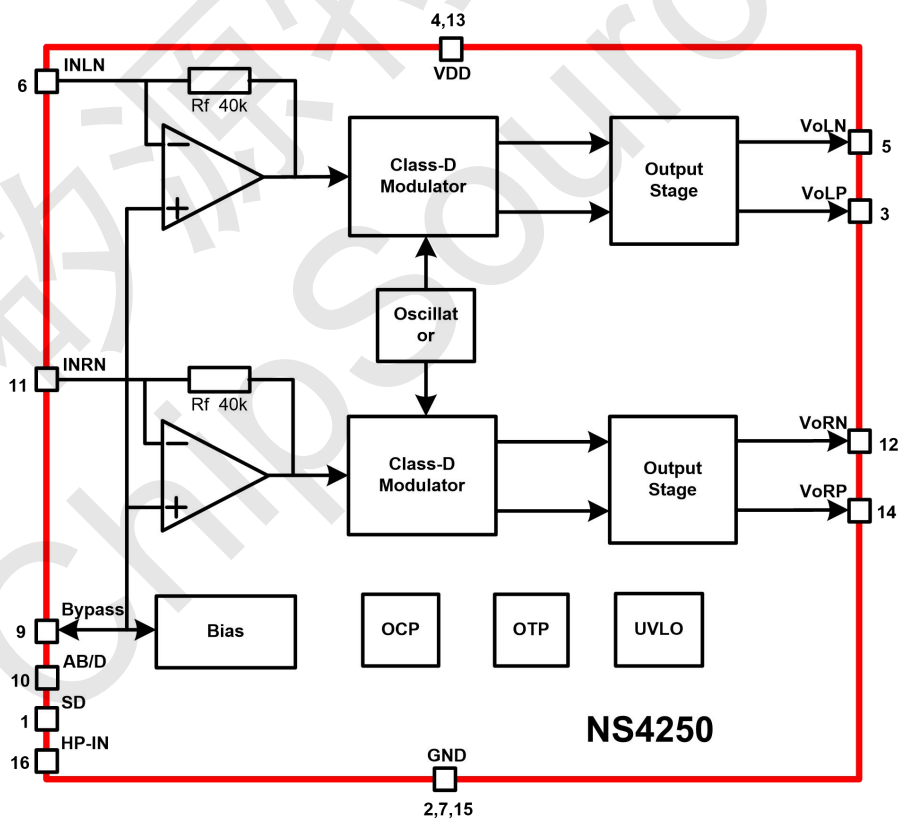 4,13
VDD
6
INLN
Rf 40k
Class-D
Modulator
Output
Stage
VoLN
5
VoLP
3
Oscillat
or
11
INRN
Rf 40k
Class-D
Modulator
Output
Stage
VoRN
12
VoRP
14
9
Bypass
Bias
OCP
OTP
UVLO
10
AB/D
1
SD
16
HP-IN
NS4250
GND
2,7,15
ChipSourc